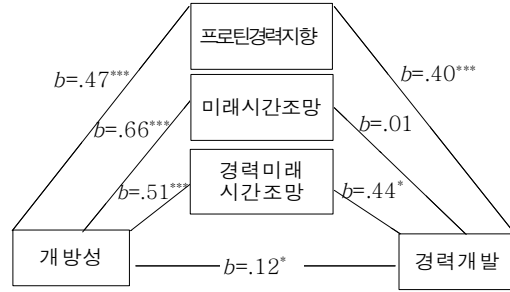 프로틴경력지향
b=.47***
b=.40***
미래시간조망
b=.66***
b=.01
경력미래
시간조망
b=.51***
b=.44*
개방성
b=.12*
경력개발